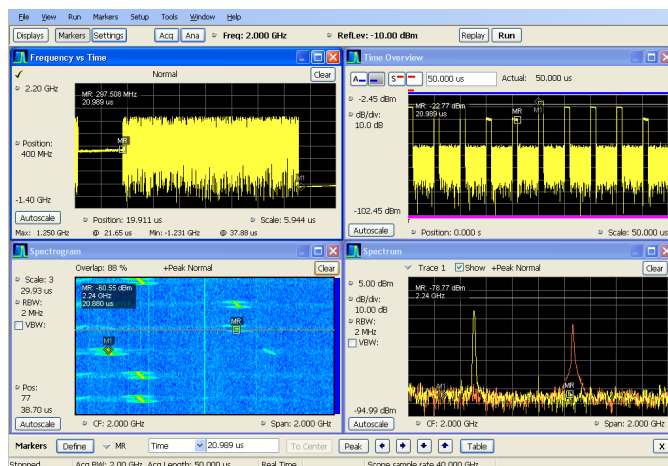 File View Run Markers Setup Tools Window Help
Displays Markers Settings Acq Ana Freq: 2.000 GHz RefLev: -10.00 dBm Replay Run
Frequency vs Time
Normal Clear
2.20 GHz
MR: 297.508 MHz
20.989 us
MR
Position:
400 MHz
M1
-1.40 GHz
Autoscale Position: 19.911 us Scale: 5.944 us
Max: 1.250 GHz @ 21.65 us Min: -1.231 GHz @ 37.88 us
Time Overview
A 50.000 us Actual: 50.000 us
-2.45 dBm
MR: -22.77 dBm
20.989 us
M1
MR
dB/div:
10.0 dB
-102.45 dBm
Autoscale Position: 0.000 s Scale: 50.000 us
Spectrogram
Overlap: 88 % +Peak Normal Clear
Scale: 3
29.93 us
MR: -60.55 dBm
2.24 GHz
20.880 us
RBW:
2 MHz
VBW:
MR
M1
Pos:
77
38.70 us
Autoscale CF: 2.000 GHz Span: 2.000 GHz
Spectrum
Trace 1 Show +Peak Normal Clear
5.00 dBm
MR: -78.77 dBm
2.24 GHz
dB/div:
10.00 dB
RBW:
2 MHz
VBW:
M1
MR
-94.99 dBm
Autoscale CF: 2.000 GHz Span: 2.000 GHz
Markers Define MR Time 20.989 us To Center Peak Table X
Stopped Acq BW: 2.00 GHz, Acq Length: 50.000 us Real Time Scope sample rate 40.000 GHz